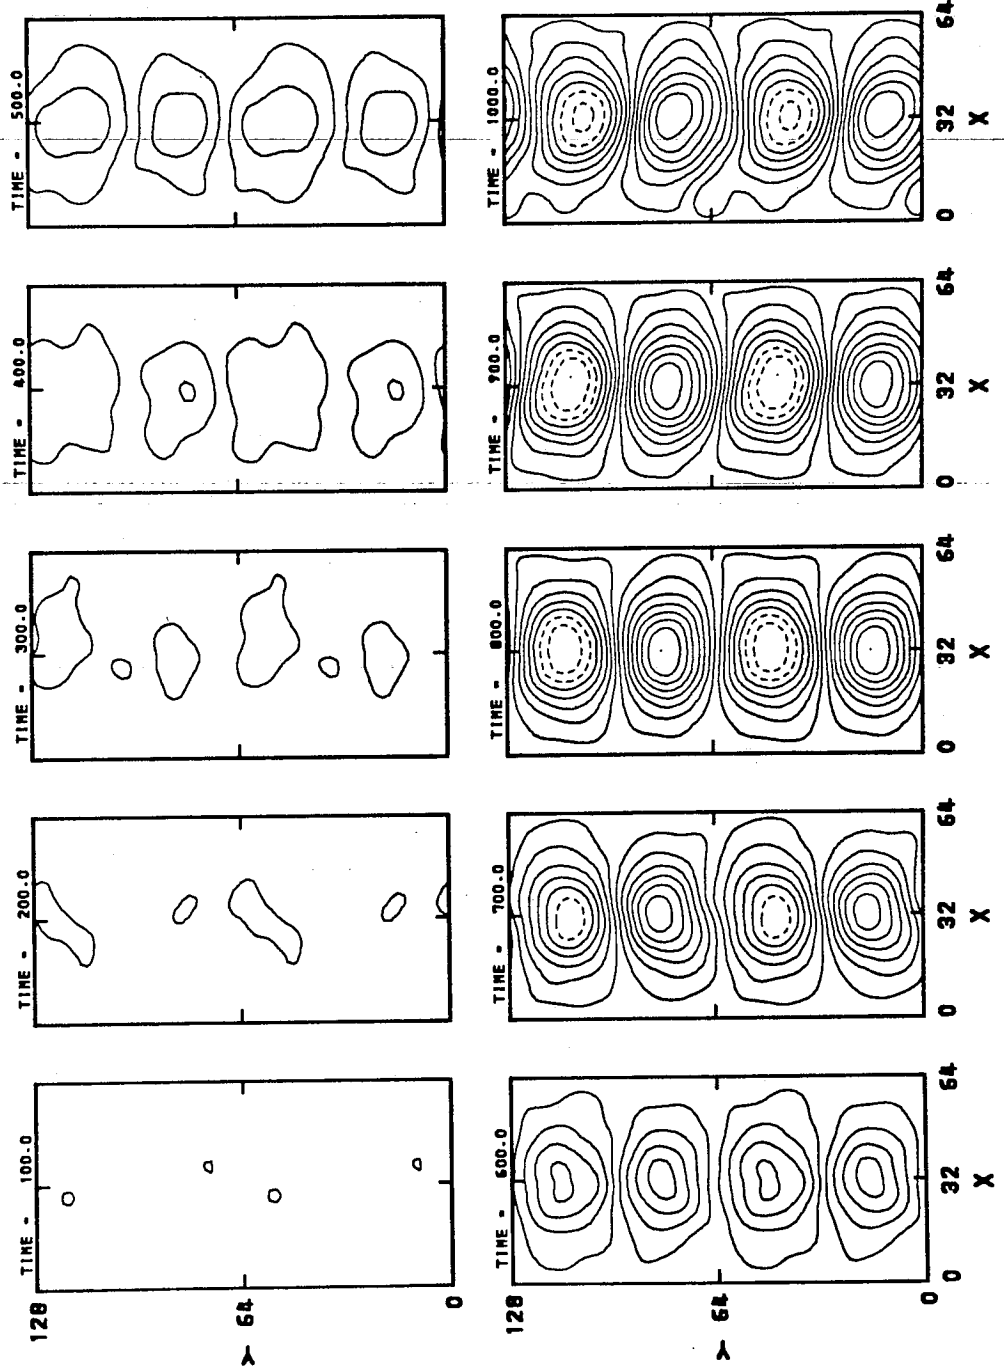 TIME - 100.0
TIME - 200.0
TIME - 300.0
TIME - 400.0
TIME - 500.0
128
Y 64
0
TIME - 600.0
TIME - 700.0
TIME - 800.0
TIME - 900.0
TIME - 1000.0
128
Y 64
0
0 32 64
X
0 32 64
X
0 32 64
X
0 32 64
X
0 32 64
X